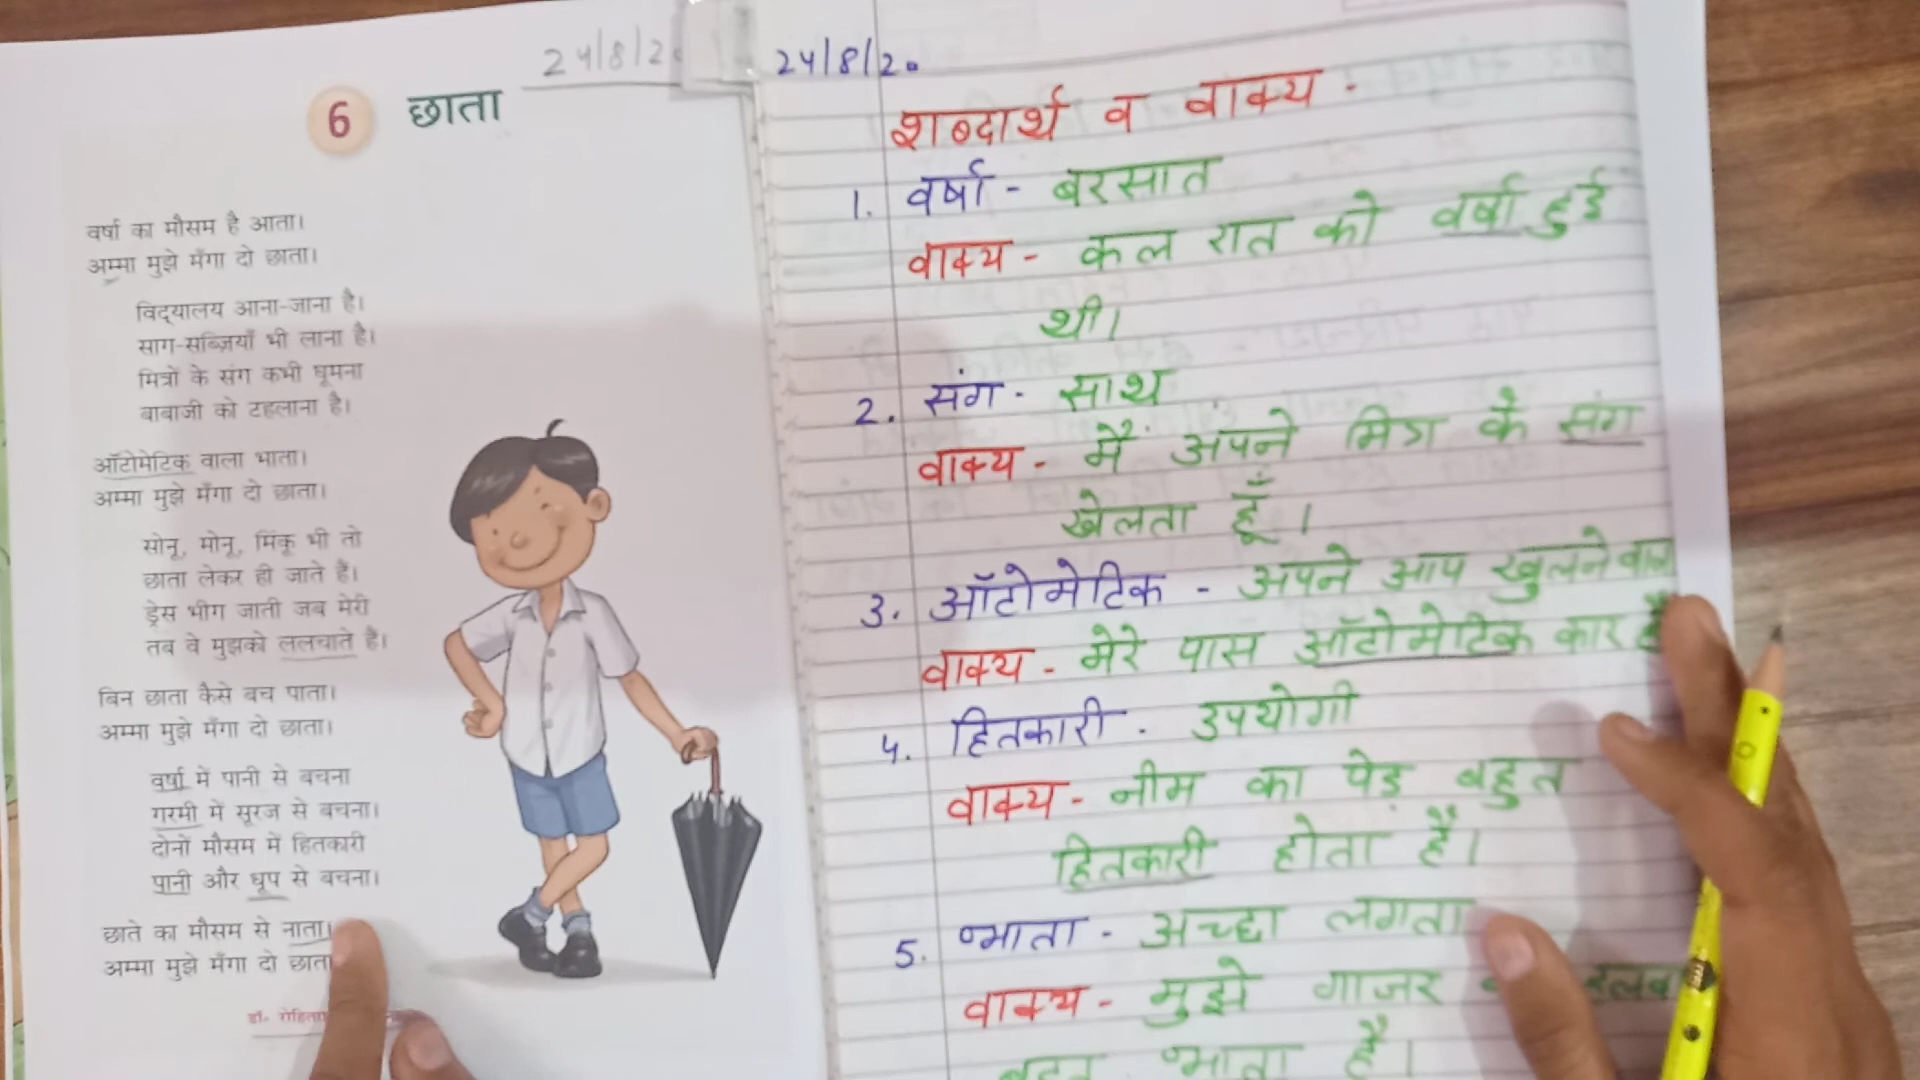 24/8/2
6 छाता
वर्षा का मौसम है आता।
अम्मा मुझे मँगा दो छाता।
विद्यालय आना-जाना है।
साग-सब्ज़ियाँ भी लाना है।
मित्रों के संग कभी घूमना
बाबाजी को टहलाना है।
ऑटोमेटिक वाला भाता।
अम्मा मुझे मँगा दो छाता।
सोनू, मोनू, मिंकू भी तो
छाता लेकर ही जाते हैं।
ड्रेस भीग जाती जब मेरी
तब वे मुझको ललचाते हैं।
बिन छाता कैसे बच पाता।
अम्मा मुझे मँगा दो छाता।
वर्षा में पानी से बचना
गरमी में सूरज से बचना।
दोनों मौसम में हितकारी
पानी और धूप से बचना।
छाते का मौसम से नाता।
अम्मा मुझे मँगा दो छाता
डॉ॰
24/8/20
शब्दार्थ व वाक्य -
1. वर्षा - बरसात
वाक्य - कल रात को वर्षा हुई
थी।
2. संग - साथ
वाक्य - मैं अपने मित्र के संग
खेलता हूँ।
3. ऑटोमेटिक - अपने आप खुलने वाला
वाक्य - मेरे पास ऑटोमेटिक कार है
4. हितकारी - उपयोगी
वाक्य - नीम का पेड़ बहुत
हितकारी होता है।
5. भाता - अच्छा लगता
वाक्य - मुझे गाजर
बहुत भाता है।